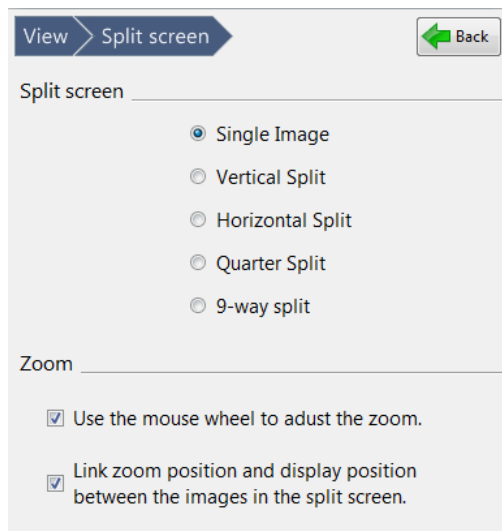 View Split screen Back
Split screen
Single Image
Vertical Split
Horizontal Split
Quarter Split
9-way split
Zoom
Use the mouse wheel to adust the zoom.
Link zoom position and display position
between the images in the split screen.